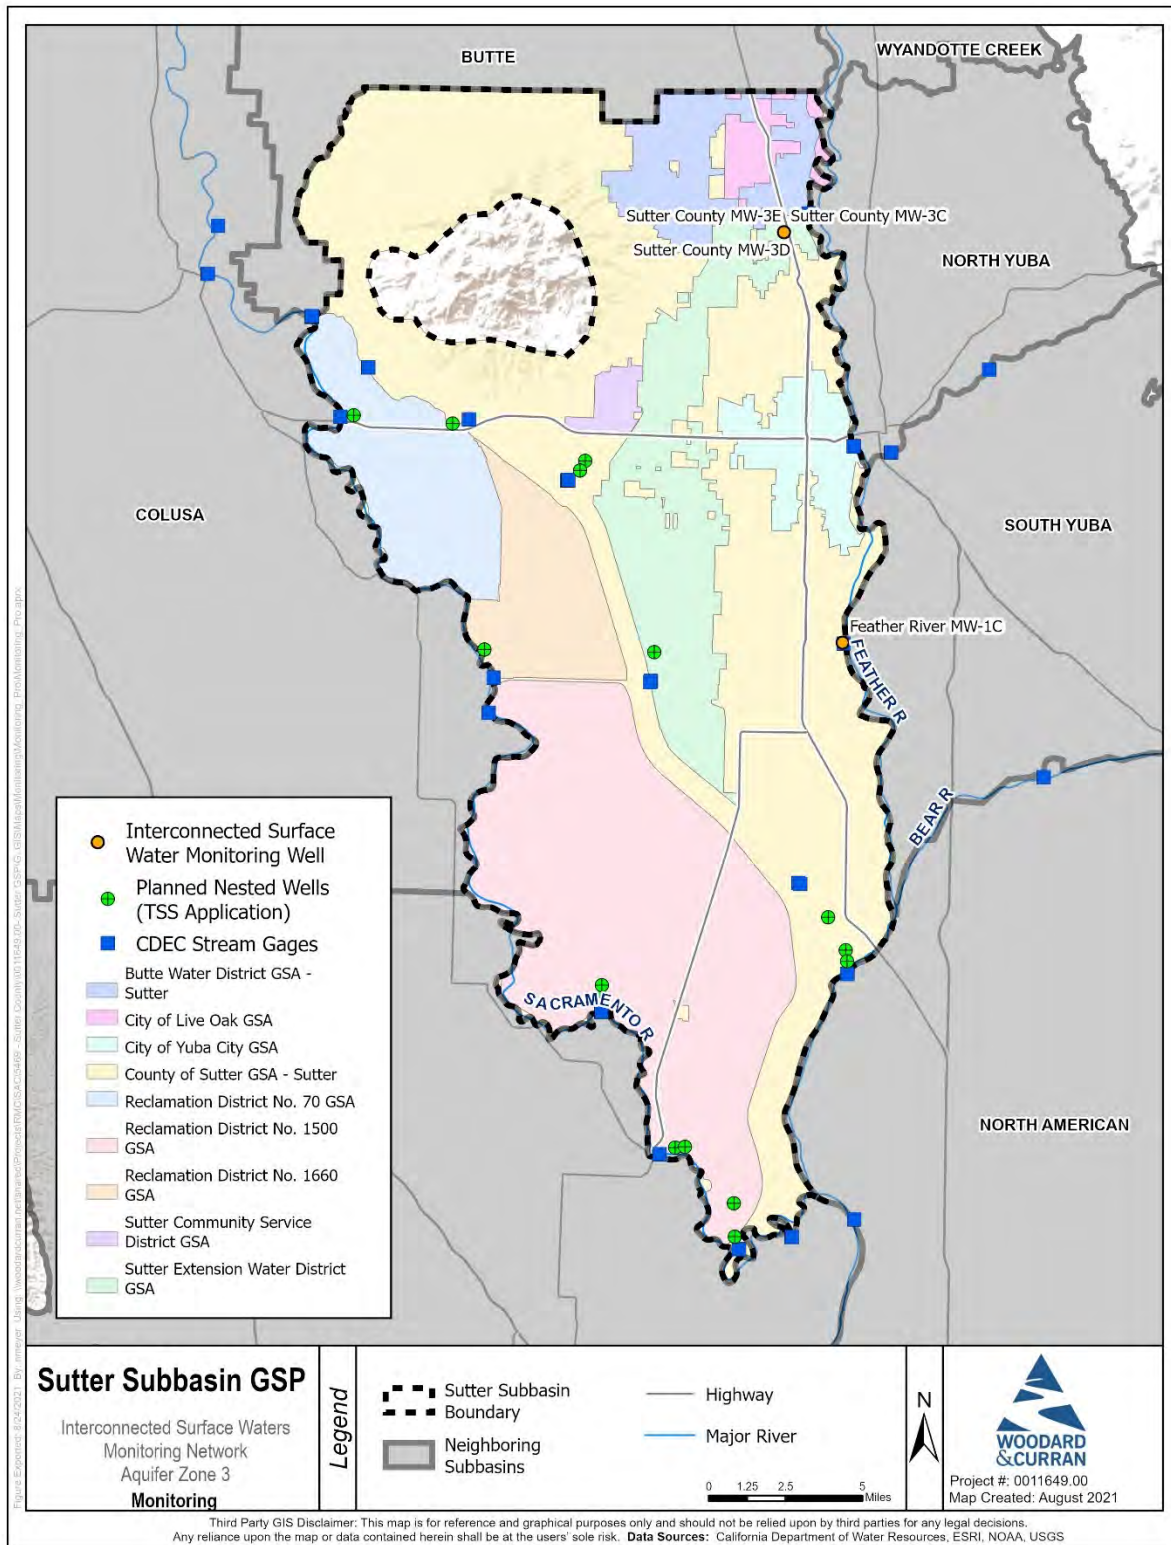 BUTTE
WYANDOTTE CREEK
Sutter County MW-3E
Sutter County MW-3C
Sutter County MW-3D
NORTH YUBA
COLUSA
SOUTH YUBA
Feather River MW-1C
FEATHER R
BEAR R
SACRAMENTO R
NORTH AMERICAN
Interconnected Surface
Water Monitoring Well
Planned Nested Wells
(TSS Application)
CDEC Stream Gages
Butte Water District GSA -
Sutter
City of Live Oak GSA
City of Yuba City GSA
County of Sutter GSA - Sutter
Reclamation District No. 70 GSA
Reclamation District No. 1500
GSA
Reclamation District No. 1660
GSA
Sutter Community Service
District GSA
Sutter Extension Water District
GSA
Sutter Subbasin GSP
Interconnected Surface Waters
Monitoring Network
Aquifer Zone 3
Monitoring
Legend
Sutter Subbasin
Boundary
Neighboring
Subbasins
Highway
Major River
0 1.25 2.5 5
Miles
N
WOODARD
&CURRAN
Project #: 0011649.00
Map Created: August 2021
Third Party GIS Disclaimer: This map is for reference and graphical purposes only and should not be relied upon by third parties for any legal decisions.
Any reliance upon the map or data contained herein shall be at the users' sole risk. Data Sources: California Department of Water Resources, ESRI, NOAA, USGS
Figure Exported: 8/24/2021 By: emeyer Using: